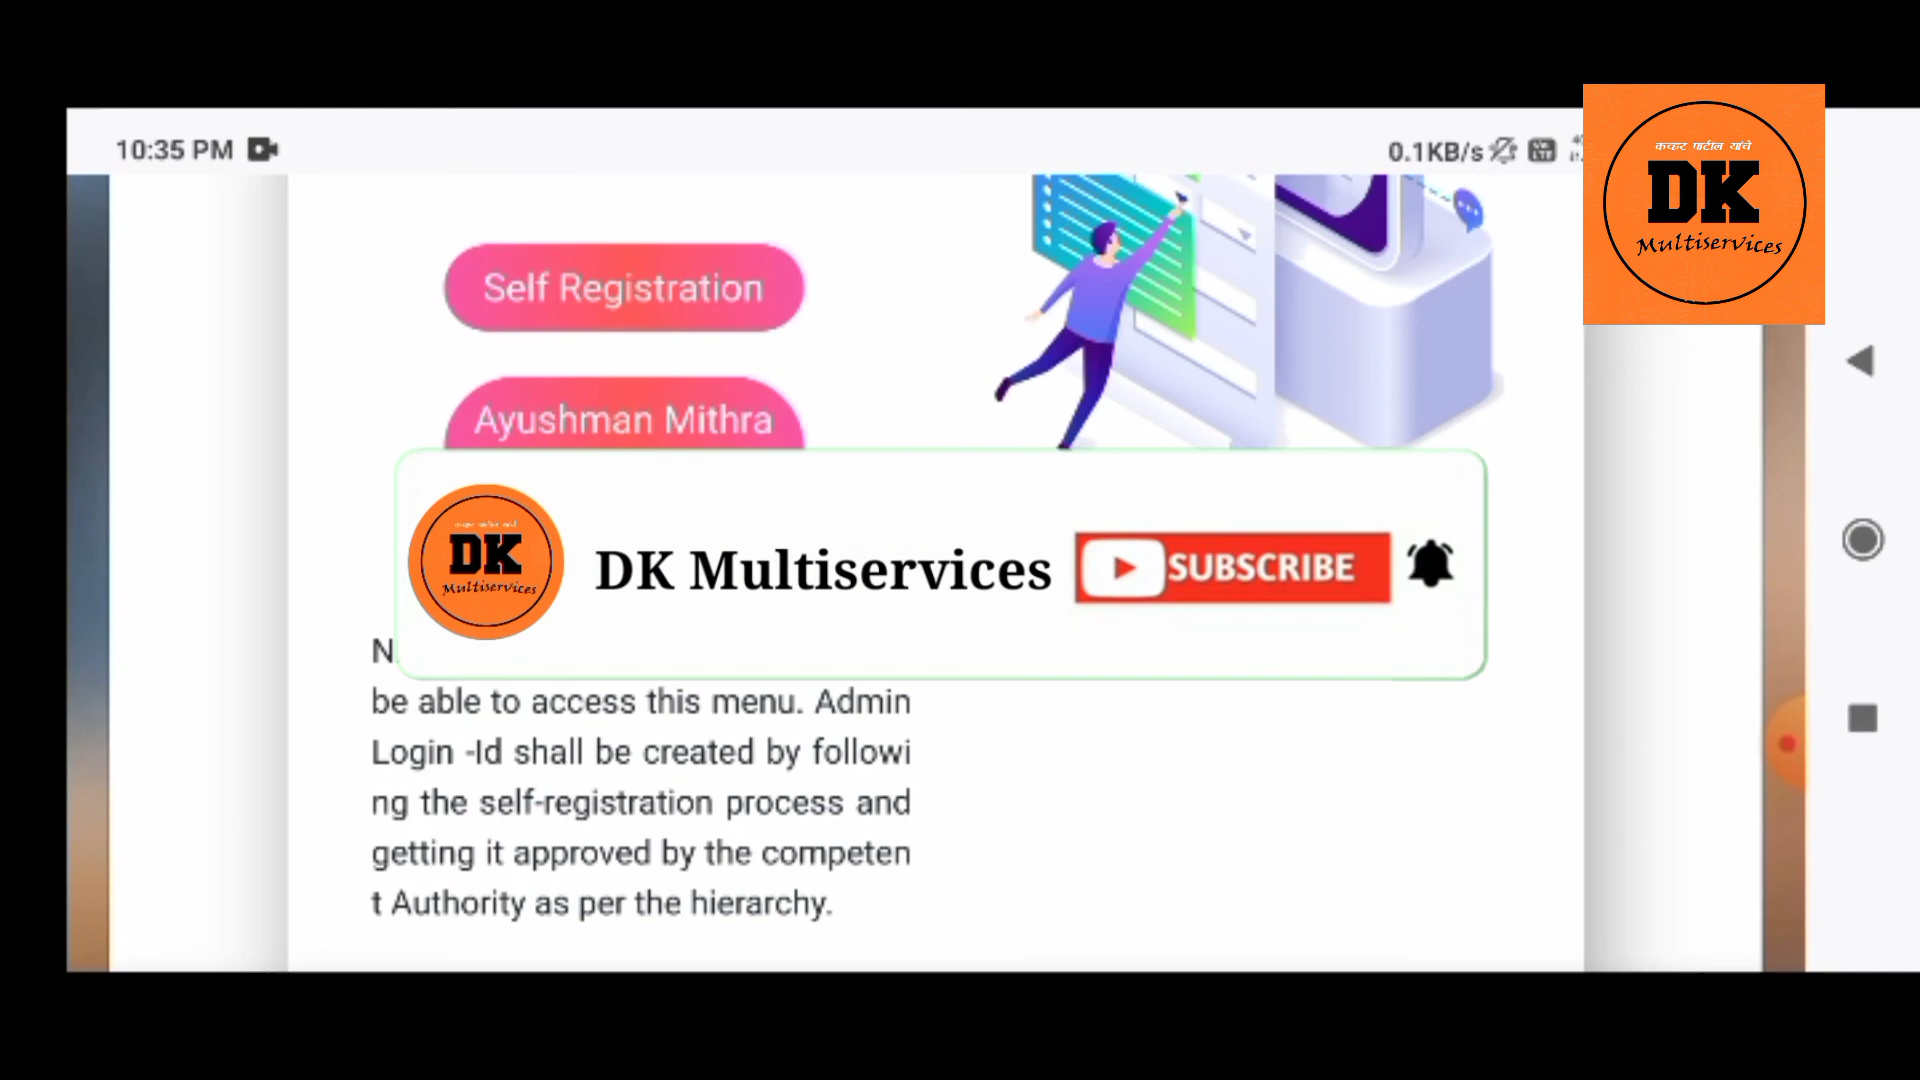 10:35 PM
0.1KB/s
कव्हर पाटील यांचे
DK
Multiservices
Self Registration
Ayushman Mithra
DK
Multiservices
DK Multiservices
SUBSCRIBE
N
be able to access this menu. Admin
Login -Id shall be created by followi
ng the self-registration process and
getting it approved by the competen
t Authority as per the hierarchy.